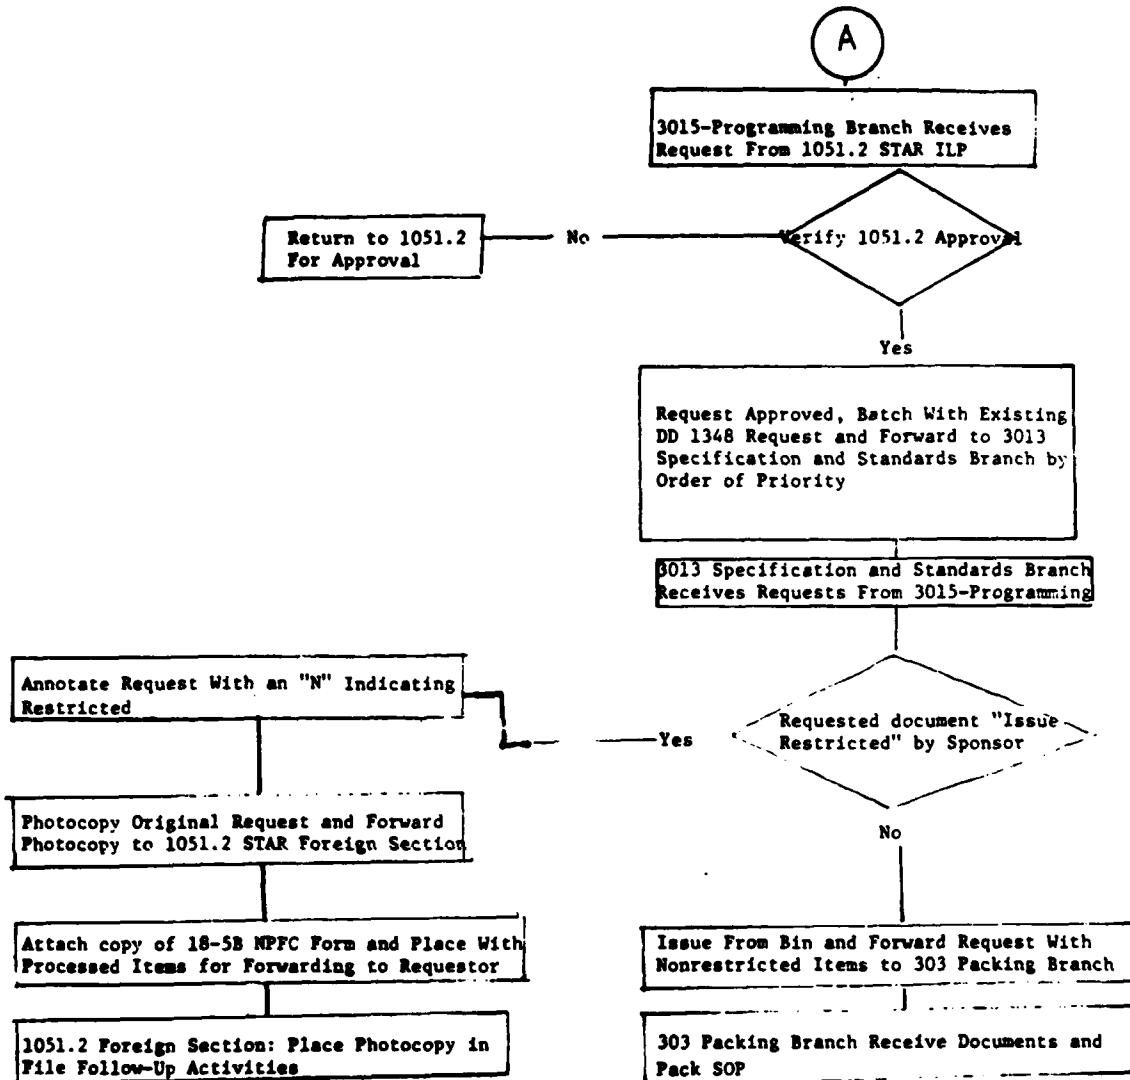 A
3015-Programming Branch Receives
Request From 1051.2 STAR ILP
Verify 1051.2 Approval
No
Return to 1051.2
For Approval
Yes
Request Approved, Batch With Existing
DD 1348 Request and Forward to 3013
Specification and Standards Branch by
Order of Priority
3013 Specification and Standards Branch
Receives Requests From 3015-Programming
Requested document "Issue
Restricted" by Sponsor
Yes
Annotate Request With an "N" Indicating
Restricted
Photocopy Original Request and Forward
Photocopy to 1051.2 STAR Foreign Section
Attach copy of 18-5B NPFC Form and Place With
Processed Items for Forwarding to Requestor
1051.2 Foreign Section: Place Photocopy in
File Follow-Up Activities
No
Issue From Bin and Forward Request With
Nonrestricted Items to 303 Packing Branch
303 Packing Branch Receive Documents and
Pack SOP